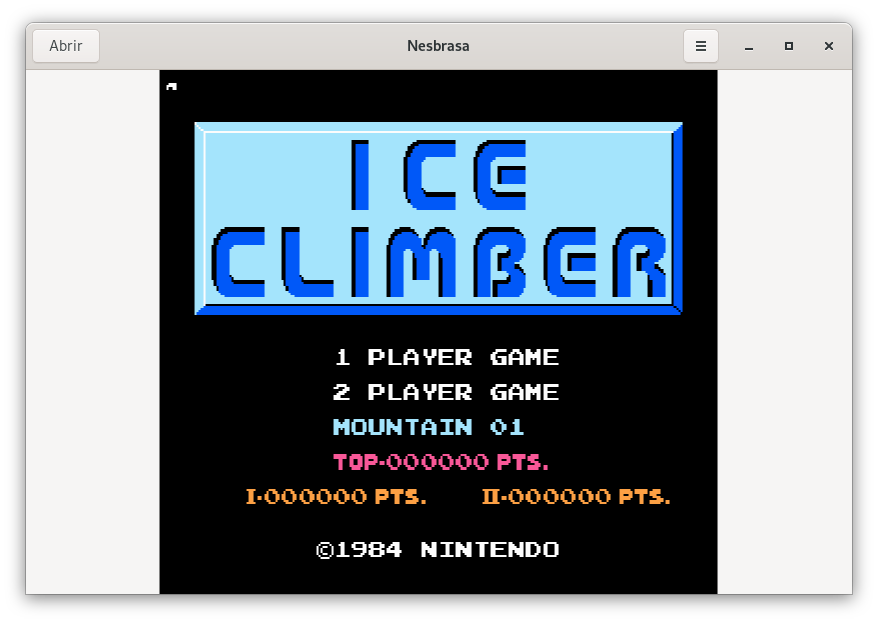 Abrir
Nesbrasa
ICE
CLIMBER
1 PLAYER GAME
2 PLAYER GAME
MOUNTAIN 01
TOP·000000 PTS.
I·000000 PTS. II·000000 PTS.
©1984 NINTENDO